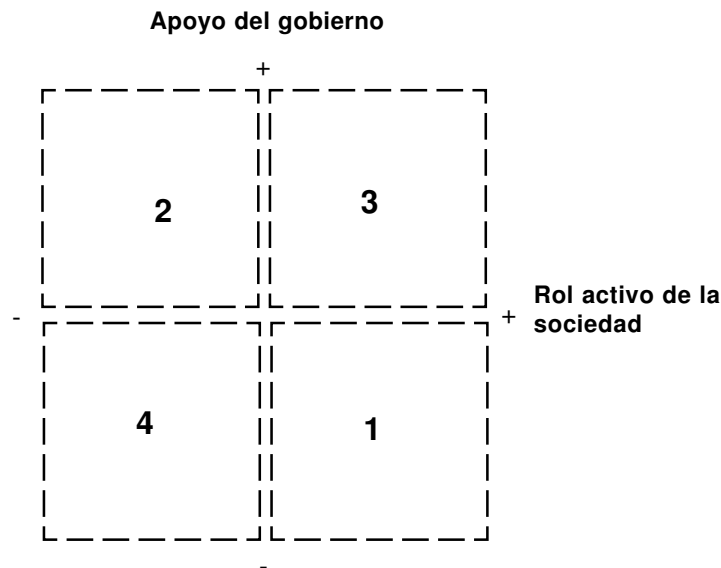 Apoyo del gobierno
+
2
3
-
+
Rol activo de la
sociedad
4
1
-